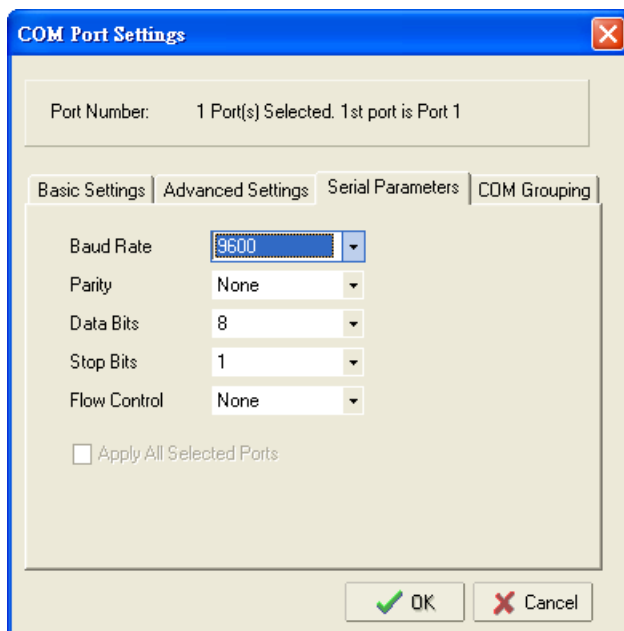 COM Port Settings
Port Number: 1 Port(s) Selected. 1st port is Port 1
Basic Settings Advanced Settings Serial Parameters COM Grouping
Baud Rate 9600
Parity None
Data Bits 8
Stop Bits 1
Flow Control None
Apply All Selected Ports
OK Cancel